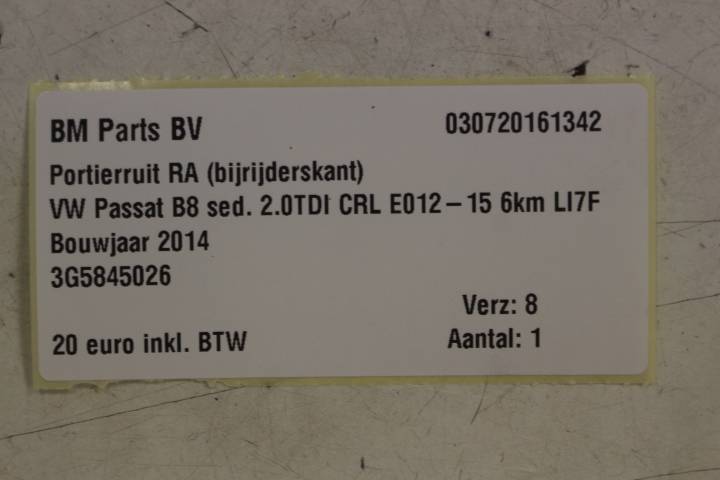 BM Parts BV 030720161342
Portierruit RA (bijrijderskant)
VW Passat B8 sed. 2.0TDI CRL E012-15 6km LI7F
Bouwjaar 2014
3G5845026
Verz: 8
20 euro inkl. BTW Aantal: 1